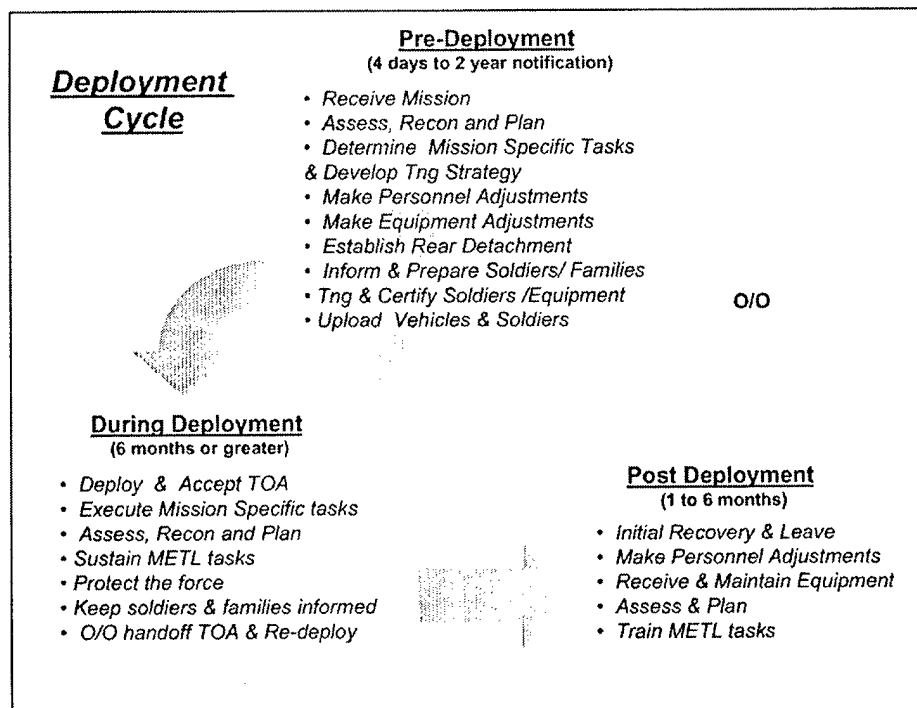 Deployment
Cycle
Pre-Deployment
(4 days to 2 year notification)
• Receive Mission
• Assess, Recon and Plan
• Determine Mission Specific Tasks
& Develop Tng Strategy
• Make Personnel Adjustments
• Make Equipment Adjustments
• Establish Rear Detachment
• Inform & Prepare Soldiers/ Families
• Tng & Certify Soldiers /Equipment
• Upload Vehicles & Soldiers
O/O
During Deployment
(6 months or greater)
• Deploy & Accept TOA
• Execute Mission Specific tasks
• Assess, Recon and Plan
• Sustain METL tasks
• Protect the force
• Keep soldiers & families informed
• O/O handoff TOA & Re-deploy
Post Deployment
(1 to 6 months)
• Initial Recovery & Leave
• Make Personnel Adjustments
• Receive & Maintain Equipment
• Assess & Plan
• Train METL tasks